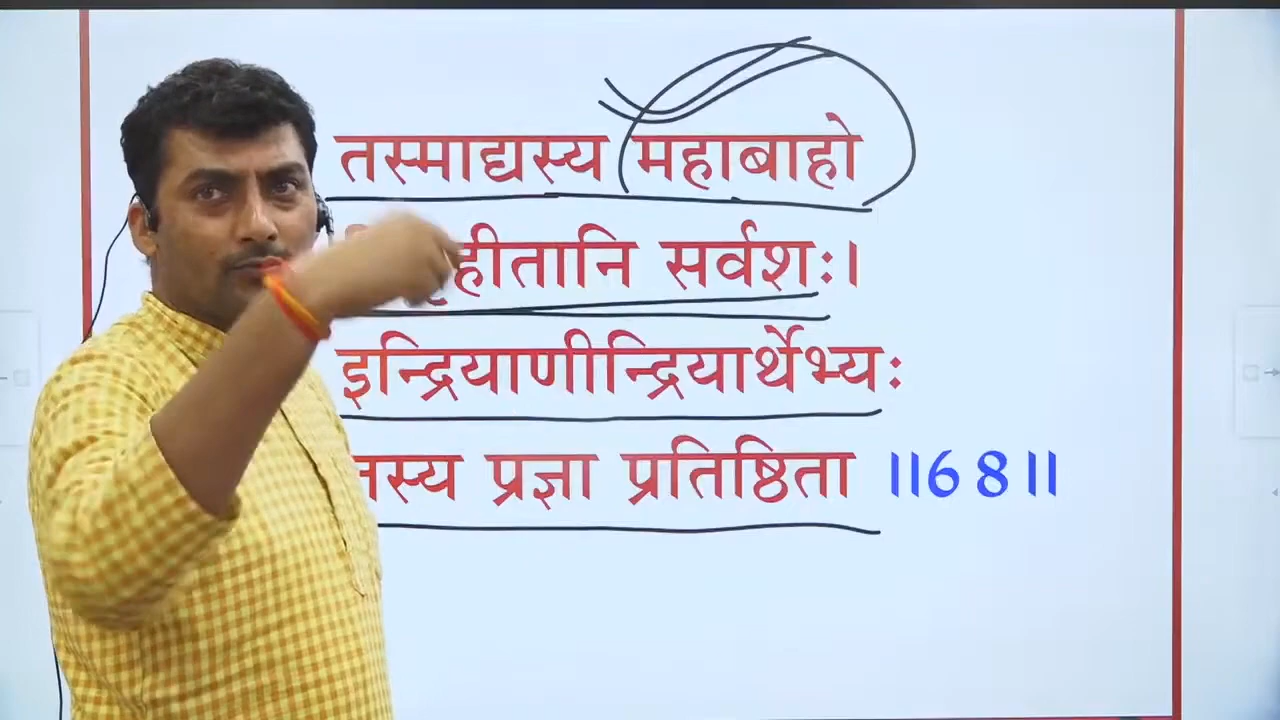 तस्माद्यस्य महाबाहो
सर्वशः।
इन्द्रियाणीन्द्रियार्थेभ्यः
प्रज्ञा प्रतिष्ठिता ॥68॥